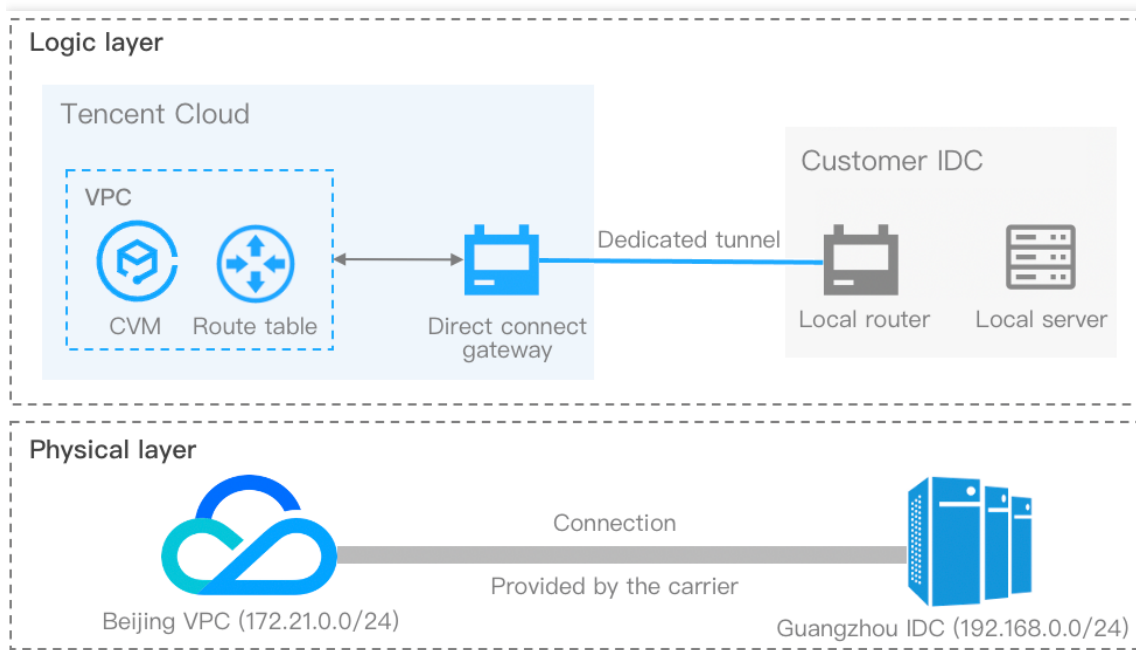 Logic layer
Tencent Cloud
Customer IDC
VPC
Dedicated tunnel
CVM
Route table
Direct connect
gateway
Local router
Local server
Physical layer
Connection
Provided by the carrier
Beijing VPC (172.21.0.0/24)
Guangzhou IDC (192.168.0.0/24)